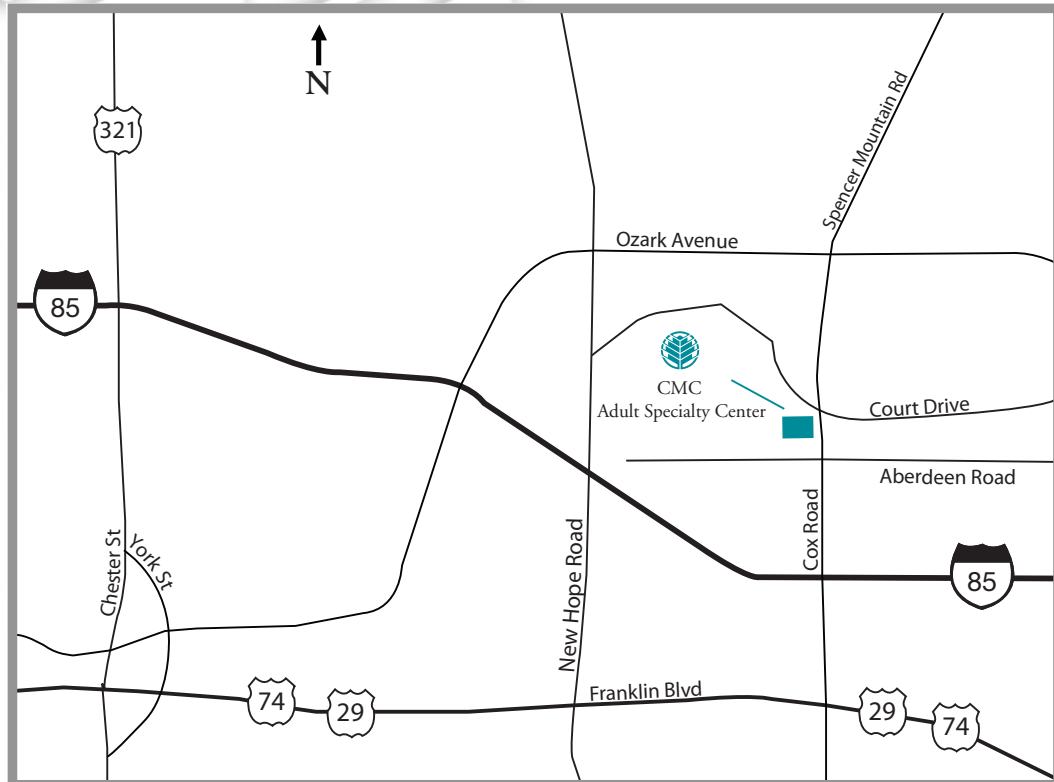 N
321
Spencer Mountain Rd
Ozark Avenue
85
CMC
Adult Specialty Center
Court Drive
Aberdeen Road
Cox Road
Chester St
York St
New Hope Road
85
Franklin Blvd
74
29
29
74